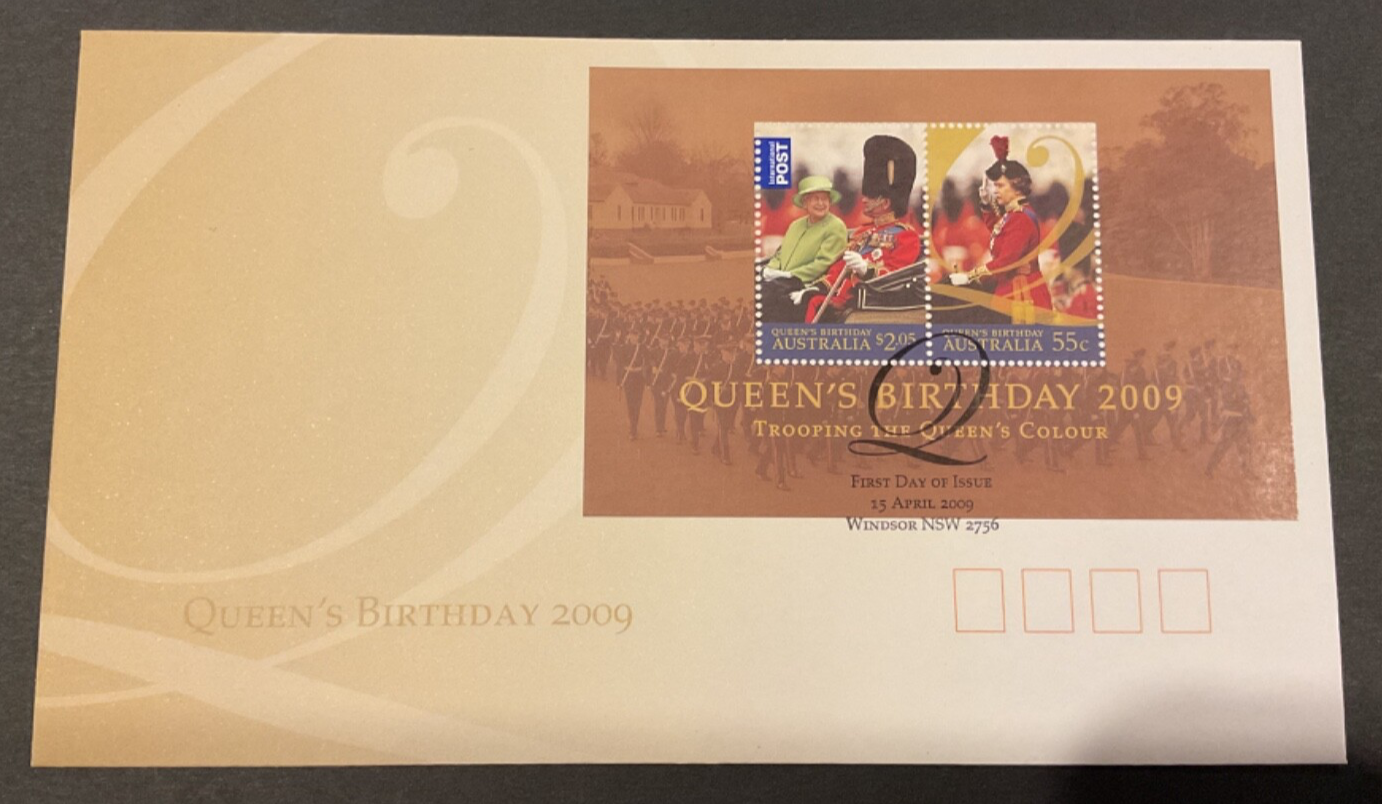 International
POST
QUEEN'S BIRTHDAY
AUSTRALIA $2.05
QUEEN'S BIRTHDAY
AUSTRALIA 55c
QUEEN'S BIRTHDAY 2009
TROOPING THE QUEEN'S COLOUR
Q
FIRST DAY OF ISSUE
15 APRIL 2009
WINDSOR NSW 2756
QUEEN'S BIRTHDAY 2009